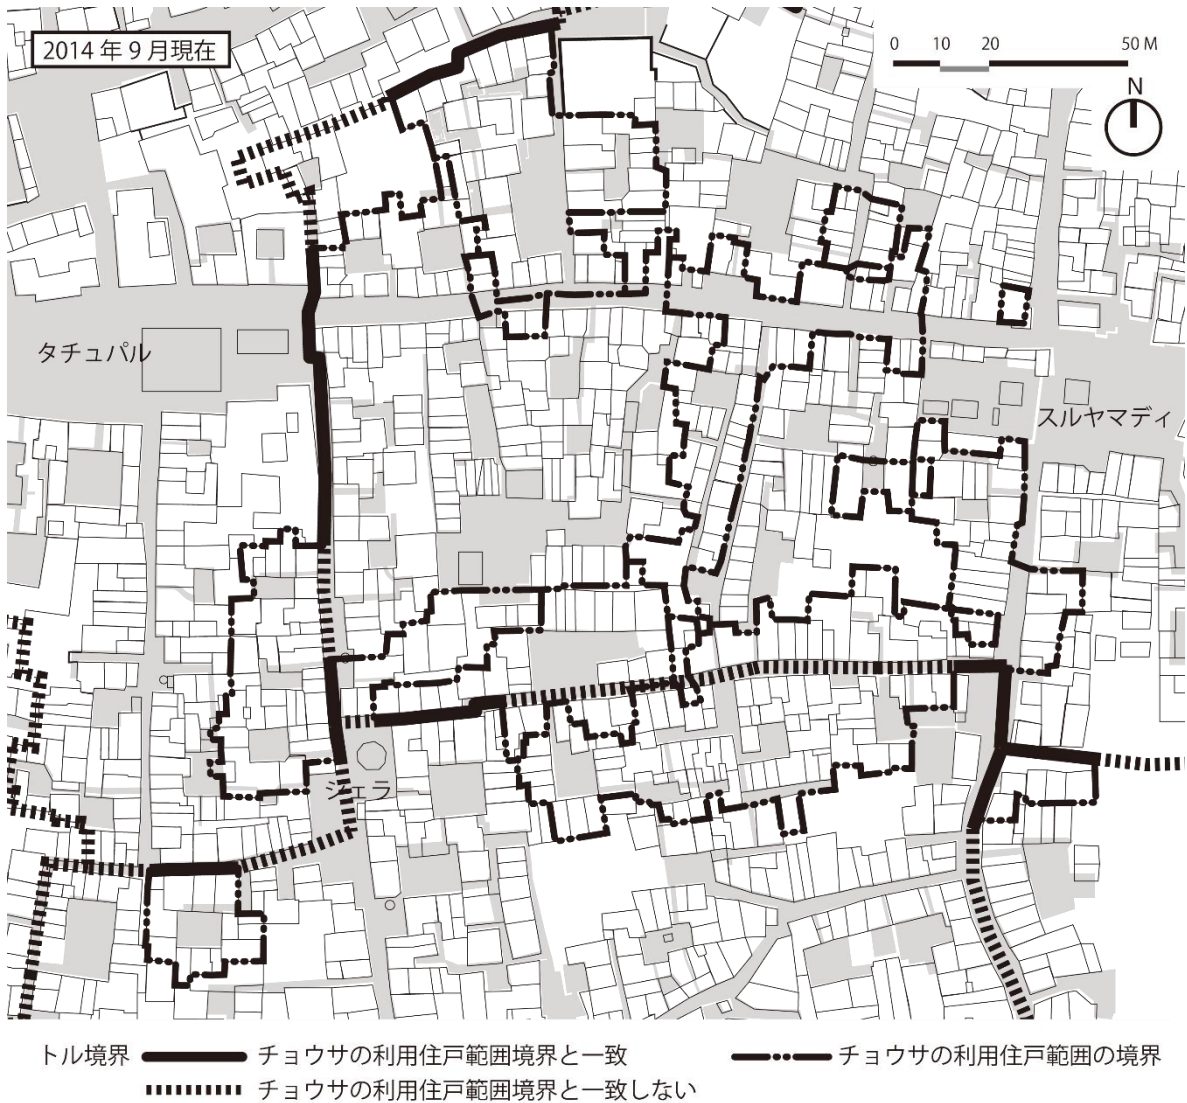 2014年9月現在
0 10 20 50 M
N
タチュパル
スルヤマディ
ジェラ
トル境界 チョウサの利用住戸範囲境界と一致 チョウサの利用住戸範囲の境界
チョウサの利用住戸範囲境界と一致しない